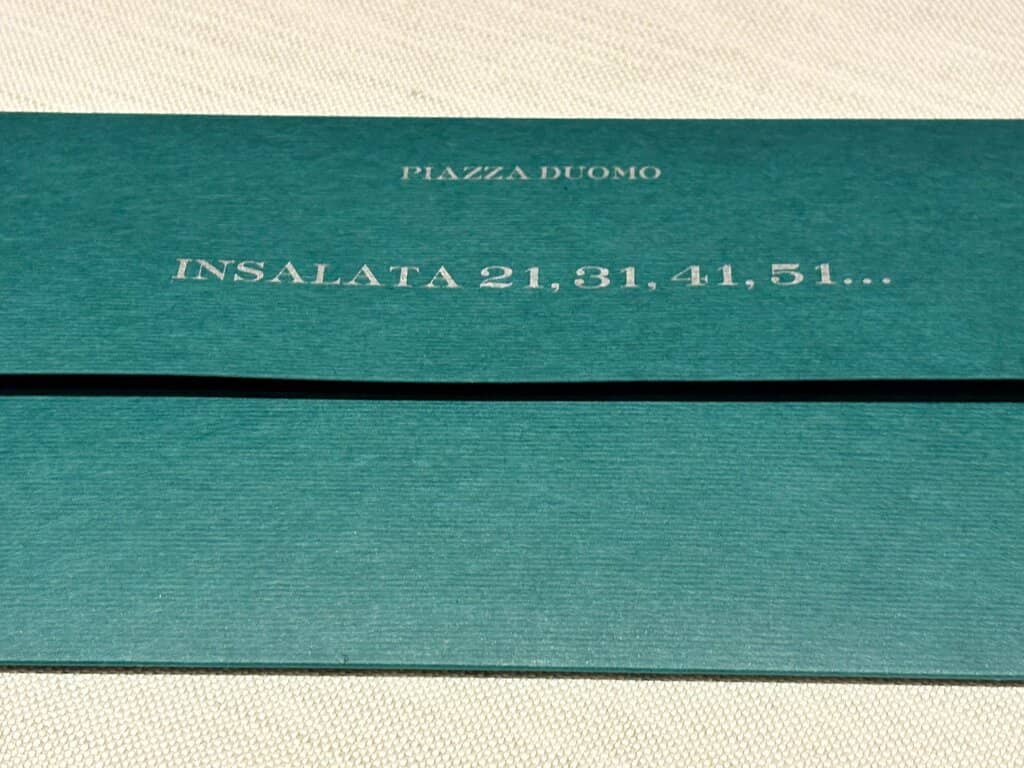 PIAZZA DUOMO
INSALATA 21, 31, 41, 51...